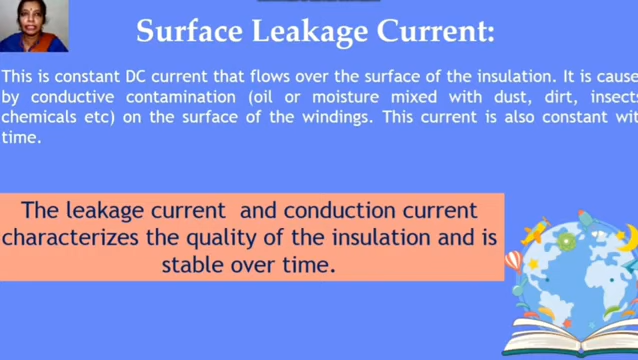 Surface Leakage Current:
This is constant DC current that flows over the surface of the insulation. It is cause
by conductive contamination (oil or moisture mixed with dust, dirt, insects
chemicals etc) on the surface of the windings. This current is also constant wit
time.
The leakage current and conduction current
characterizes the quality of the insulation and is
stable over time.